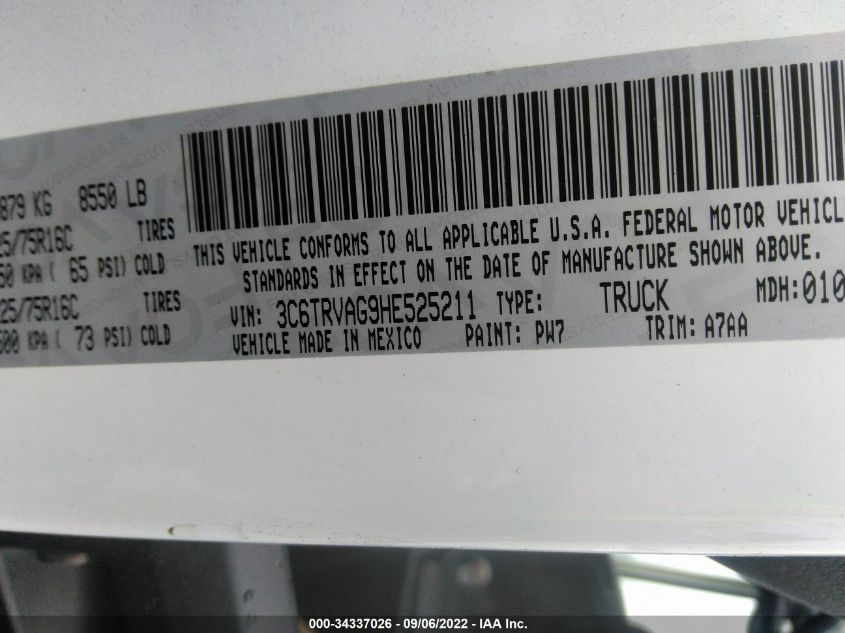 879 KG 8550 LB
25/75R16C TIRES
50 KPA ( 65 PSI) COLD
25/75R16C TIRES
500 KPA ( 73 PSI) COLD
THIS VEHICLE CONFORMS TO ALL APPLICABLE U.S.A. FEDERAL MOTOR VEHICL
STANDARDS IN EFFECT ON THE DATE OF MANUFACTURE SHOWN ABOVE.
VIN: 3C6TRVAG9HE525211 TYPE: TRUCK MDH:010
VEHICLE MADE IN MEXICO PAINT: PW7 TRIM: A7AA
000-34337026 - 09/06/2022 - IAA Inc.